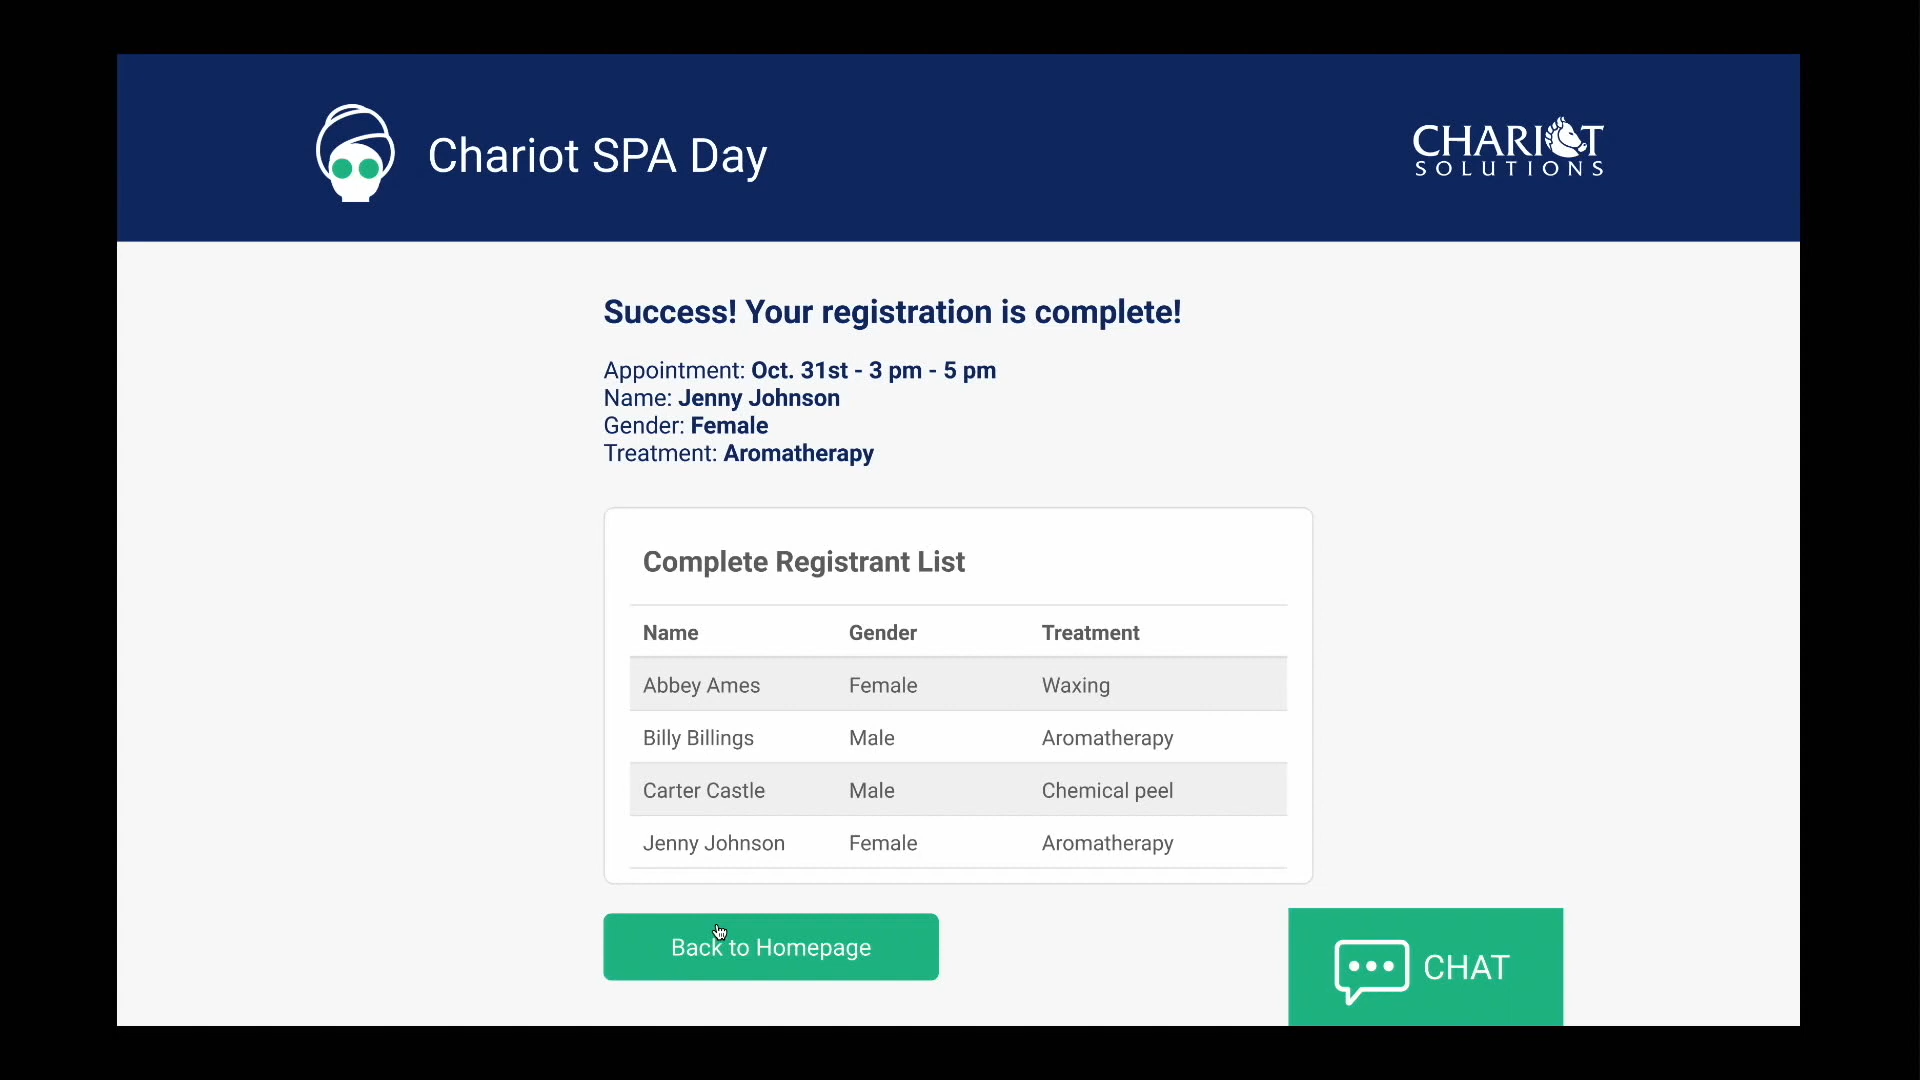 Chariot SPA Day
CHARIOT
SOLUTIONS
Success! Your registration is complete!
Appointment: Oct. 31st - 3 pm - 5 pm
Name: Jenny Johnson
Gender: Female
Treatment: Aromatherapy
Complete Registrant List
Name Gender Treatment
Abbey Ames Female Waxing
Billy Billings Male Aromatherapy
Carter Castle Male Chemical peel
Jenny Johnson Female Aromatherapy
Back to Homepage
CHAT